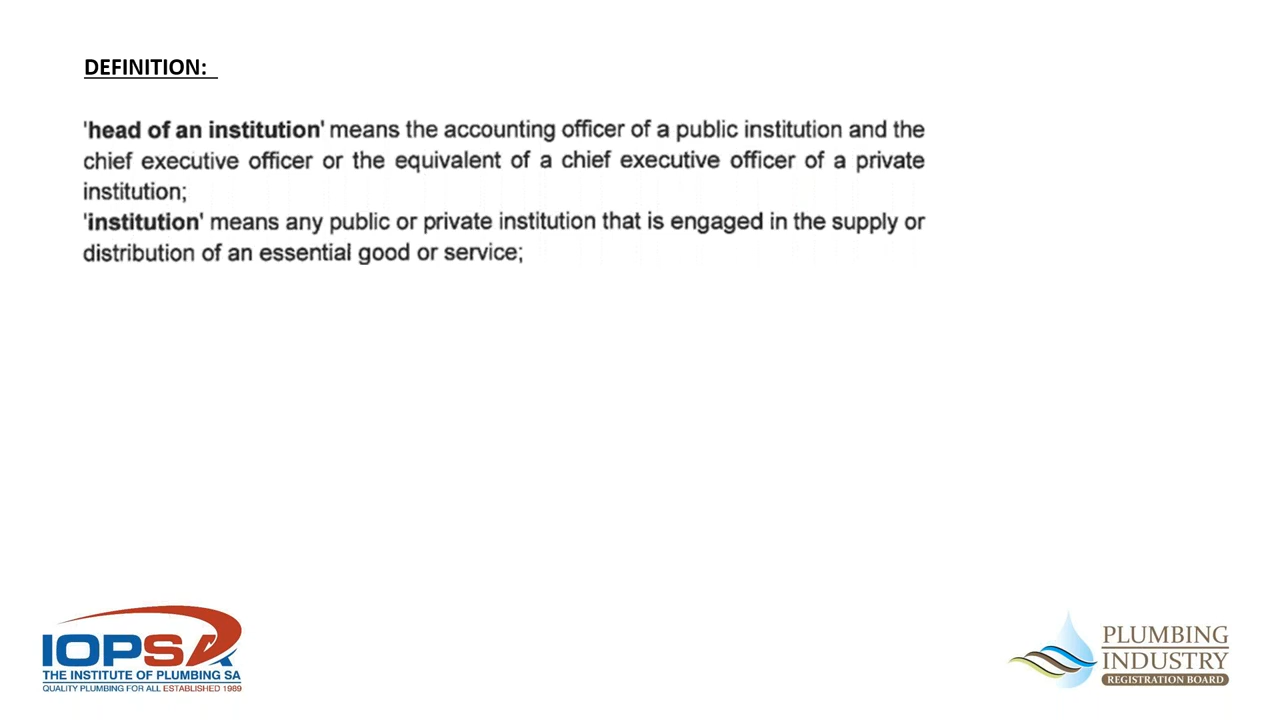 DEFINITION:
'head of an institution' means the accounting officer of a public institution and the
chief executive officer or the equivalent of a chief executive officer of a private
institution;
'institution' means any public or private institution that is engaged in the supply or
distribution of an essential good or service;
IOPSA
THE INSTITUTE OF PLUMBING SA
QUALITY PLUMBING FOR ALL ESTABLISHED 1989
PLUMBING
INDUSTRY
REGISTRATION BOARD